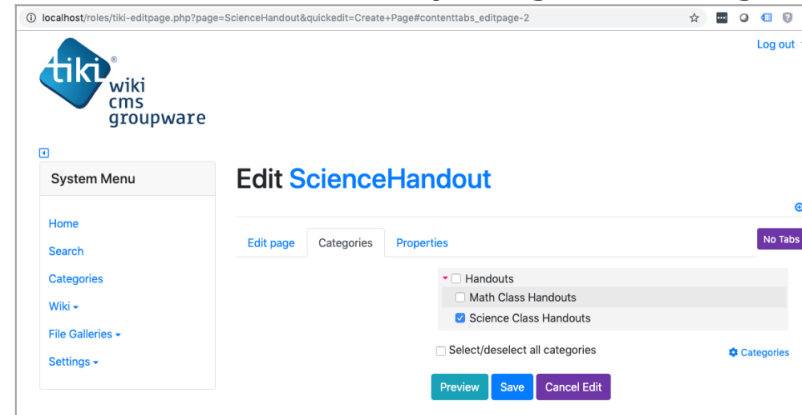 localhost/roles/tiki-editpage.php?page=ScienceHandout&quickedit=Create+Page#contenttabs_editpage-2
Log out
tiki®
wiki
cms
groupware
System Menu
Home
Search
Categories
Wiki
File Galleries
Settings
Edit ScienceHandout
No Tabs
Edit page Categories Properties
Handouts
Math Class Handouts
Science Class Handouts
Select/deselect all categories
Categories
Preview Save Cancel Edit